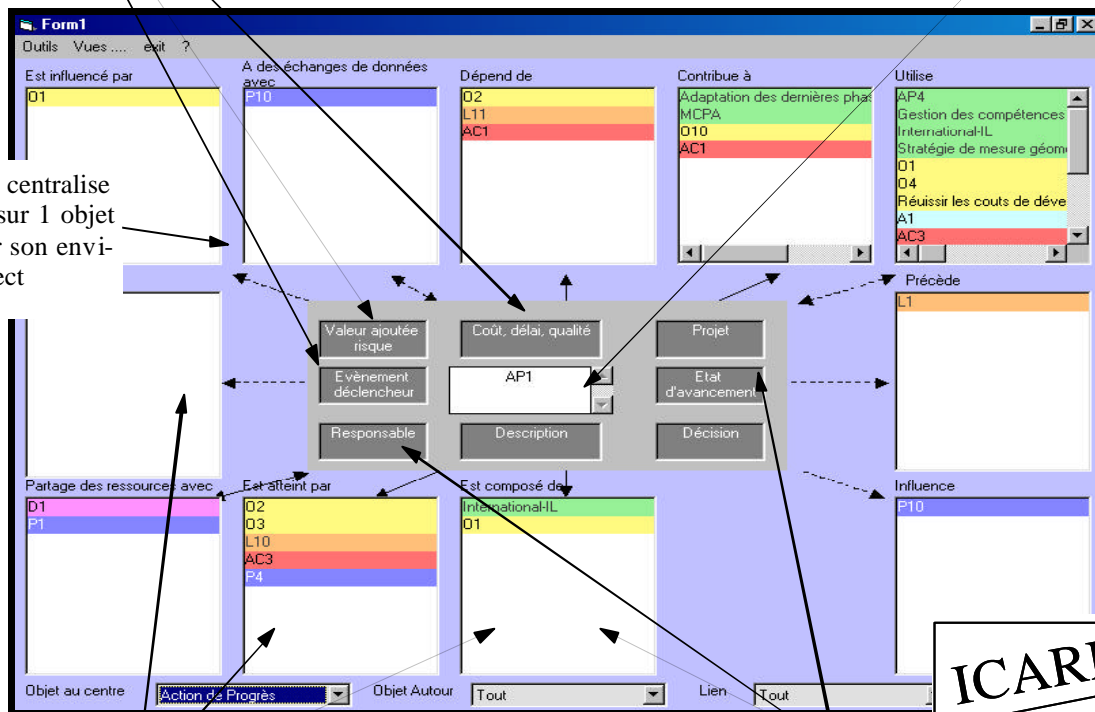 Form1
Outils Vues .... exit ?
Est influencé par
O1
A des échanges de données
avec
P10
Dépend de
O2
L11
AC1
Contribue à
Adaptation des dernières phas
MCPA
O10
AC1
Utilise
AP4
Gestion des compétences
International-IL
Stratégie de mesure géom
O1
O4
Réuissir les couts de déve
A1
AC3
centralise
sur 1 objet
son envi-
Précède
L1
Valeur ajoutée
risque
Coût, délai, qualité
Projet
Evènement
déclencheur
AP1
Etat
d'avancement
Responsable
Description
Décision
Partage des ressources avec
D1
P1
Est atteint par
O2
O3
L10
AC3
P4
Est composé de
International-IL
O1
Influence
P10
Objet au centre
Action de Progrès
Objet Autour
Tout
Lien
Tout